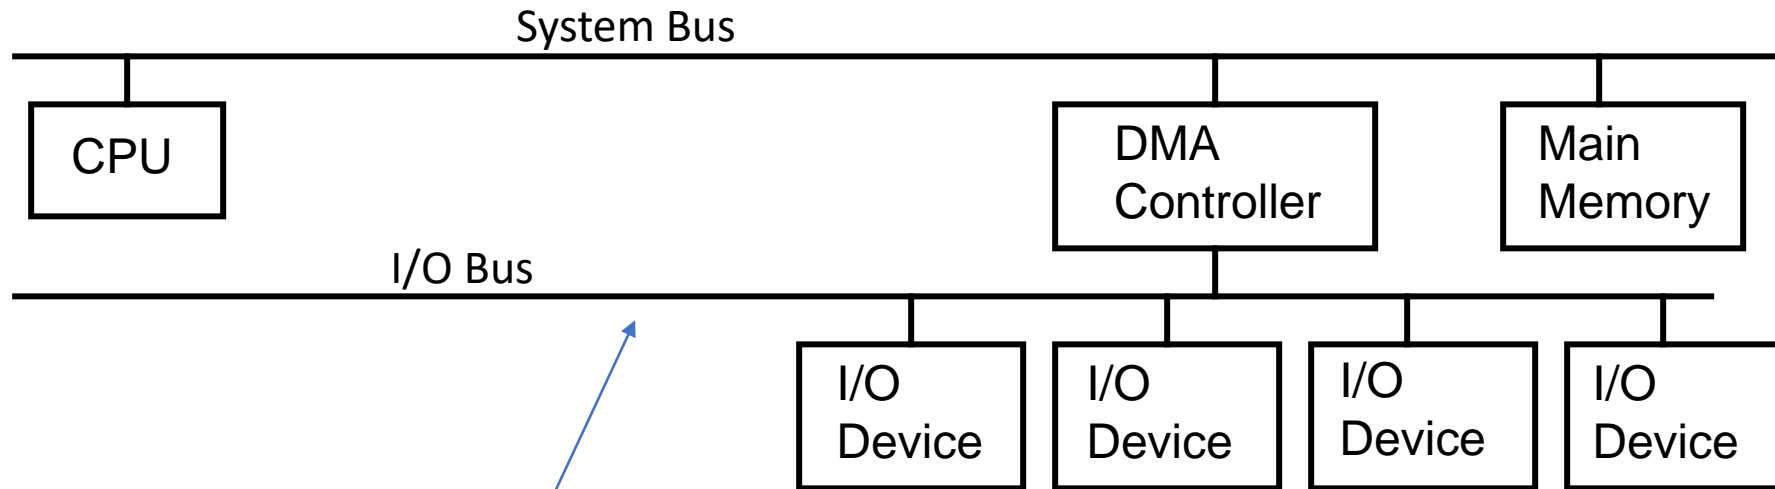 System Bus
CPU
DMA
Controller
Main
Memory
I/O Bus
I/O
Device
I/O
Device
I/O
Device
I/O
Device